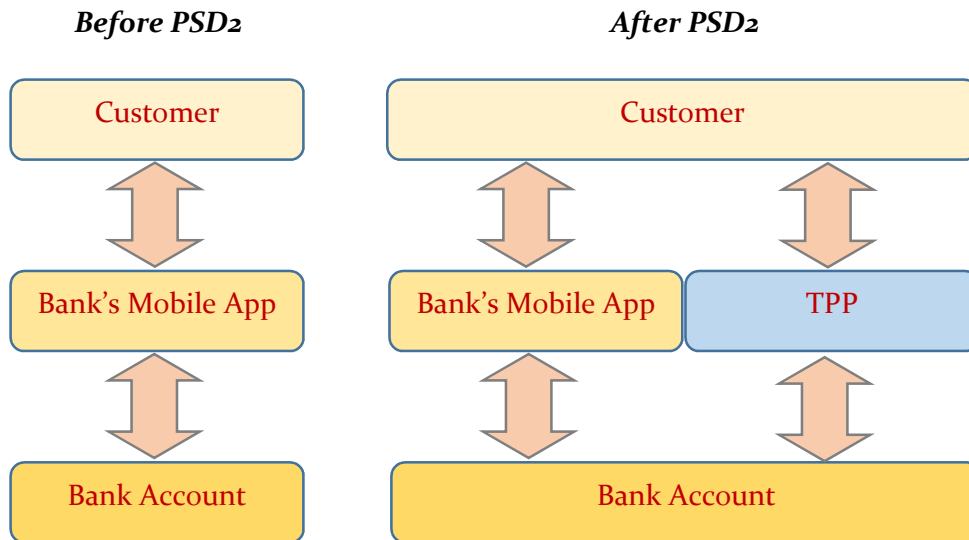 Before PSD2
After PSD2
Customer
Customer
Bank's Mobile App
Bank's Mobile App
TPP
Bank Account
Bank Account